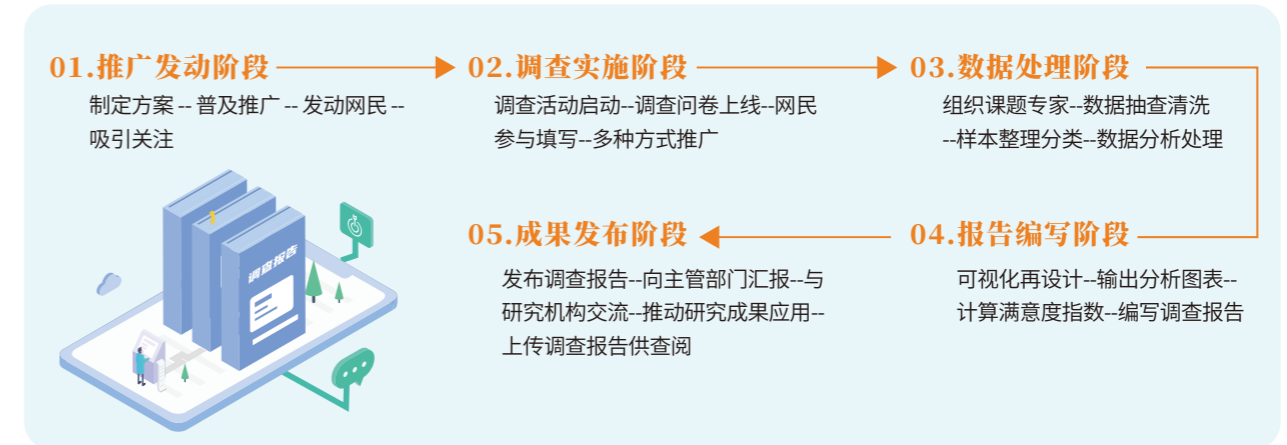 01.推广发动阶段
制定方案 -- 普及推广 -- 发动网民 --
吸引关注
02.调查实施阶段
调查活动启动--调查问卷上线--网民
参与填写--多种方式推广
03.数据处理阶段
组织课题专家--数据抽查清洗
--样本整理分类--数据分析处理
04.报告编写阶段
可视化再设计--输出分析图表--
计算满意度指数--编写调查报告
05.成果发布阶段
发布调查报告--向主管部门汇报--与
研究机构交流--推动研究成果应用--
上传调查报告供查阅
调查报告